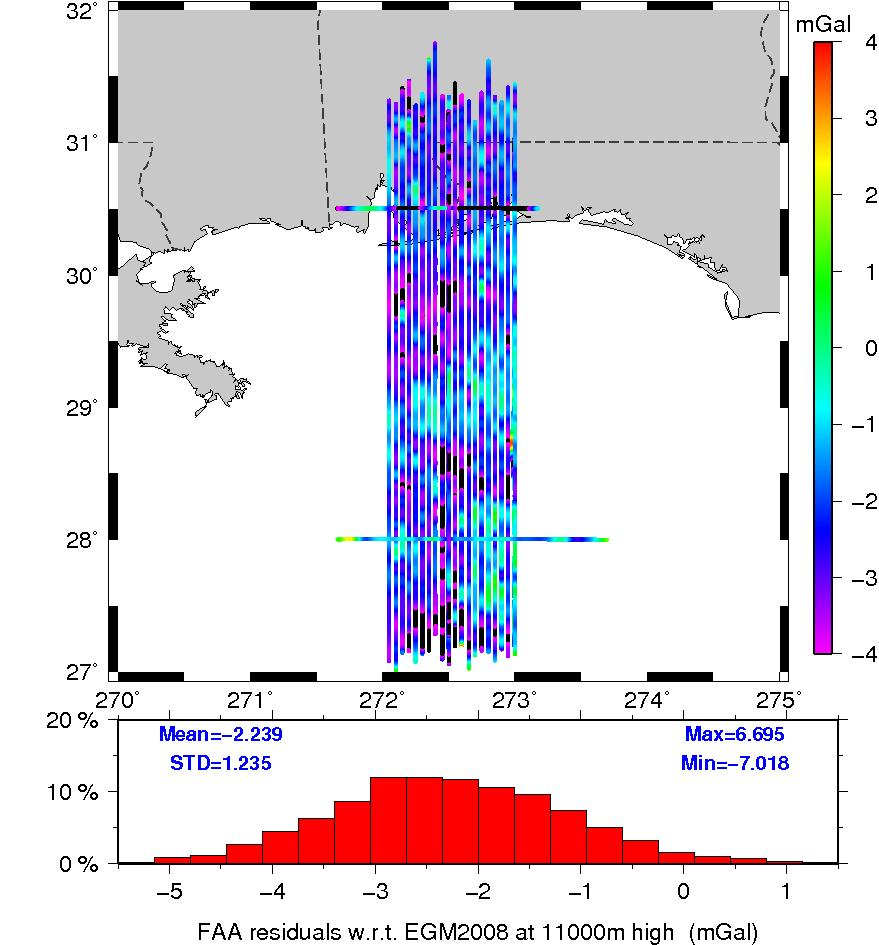 32°
31°
30°
29°
28°
27°
270° 271° 272° 273° 274° 275°
mGal
4
3
2
1
0
−1
−2
−3
−4
20 %
10 %
0 %
Mean=−2.239
STD=1.235
Max=6.695
Min=−7.018
−5 −4 −3 −2 −1 0 1
FAA residuals w.r.t. EGM2008 at 11000m high (mGal)